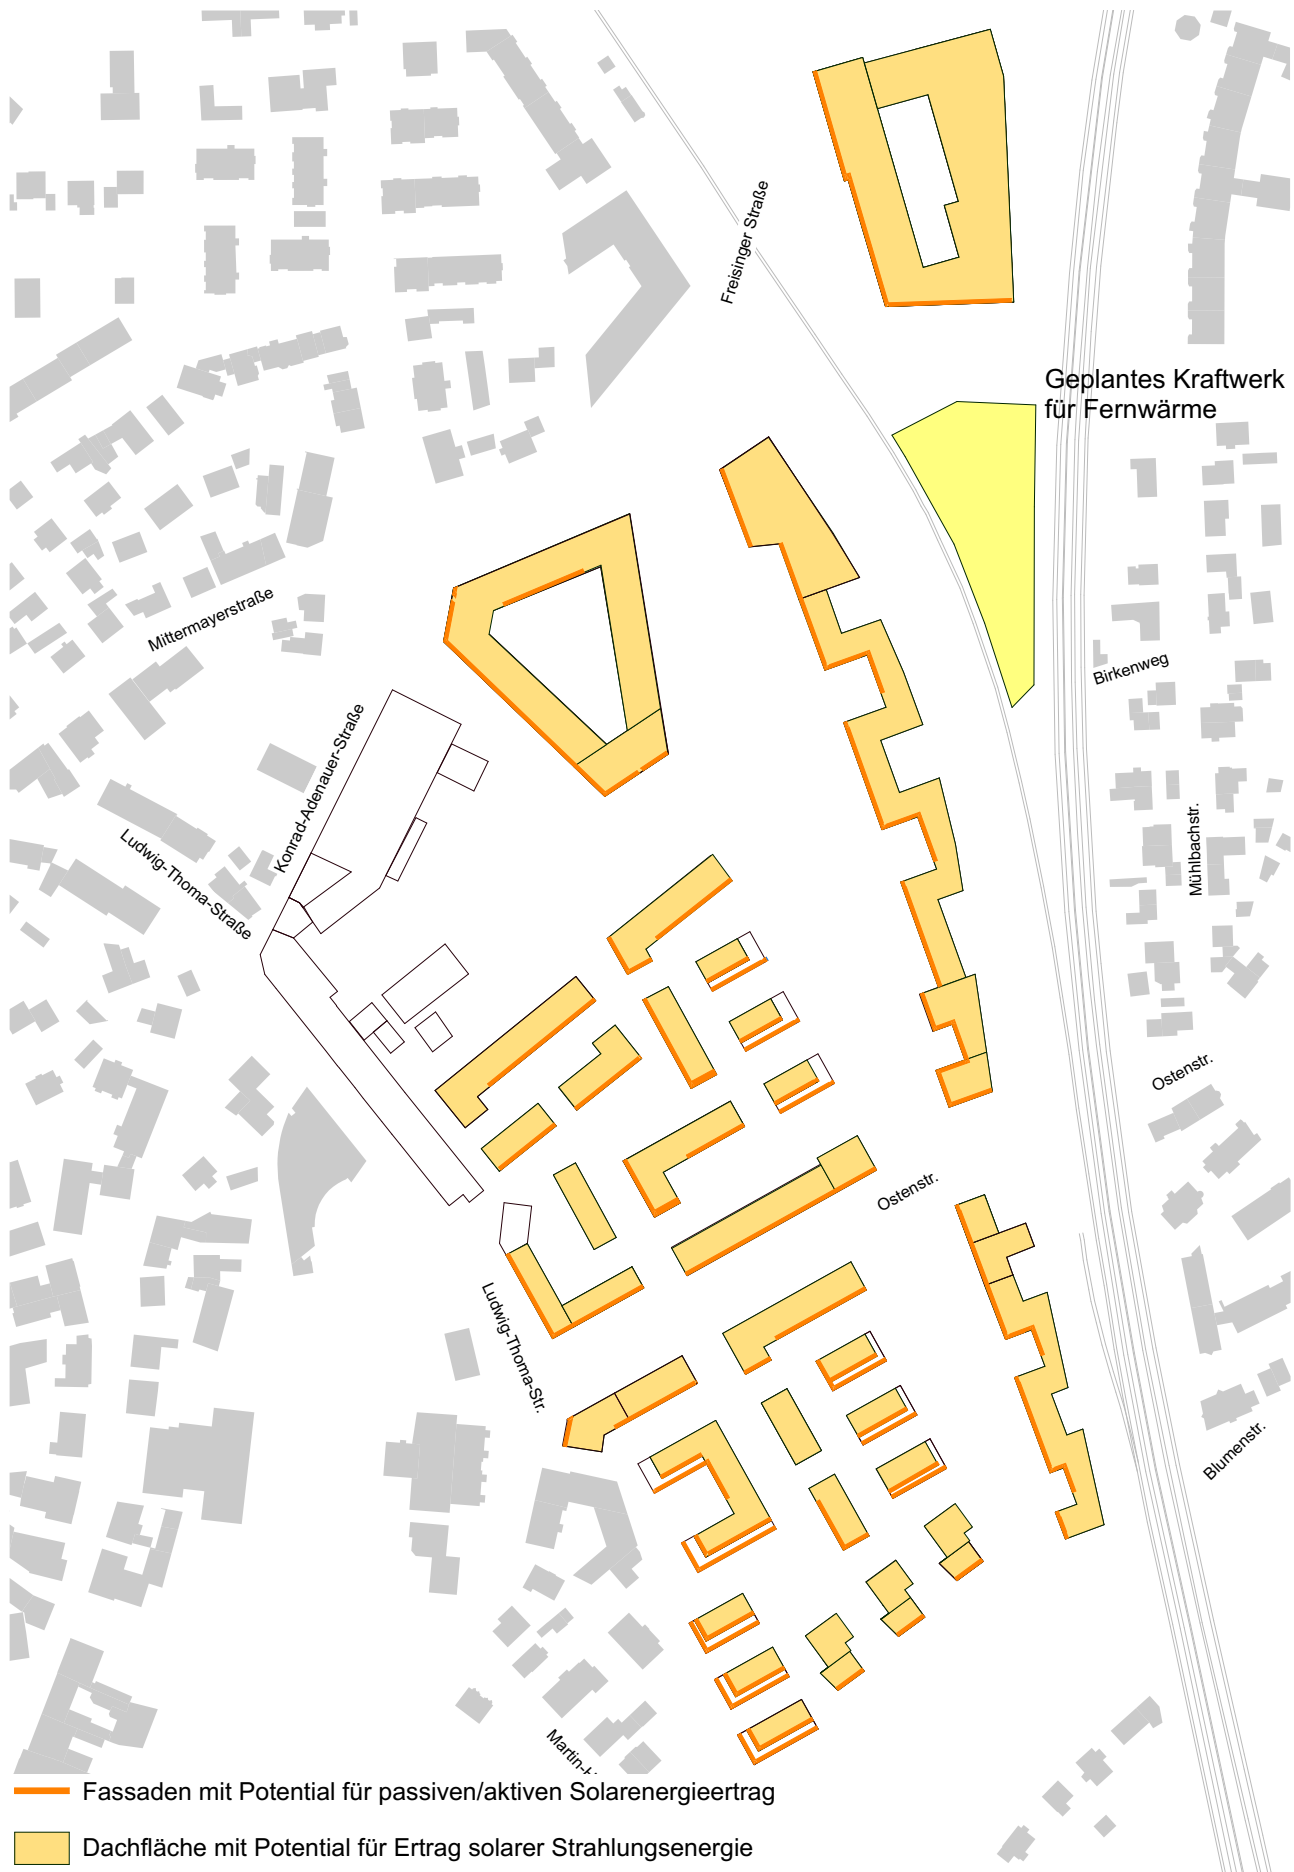 Freisinger Straße
Geplantes Kraftwerk
für Fernwärme
Mittermayerstraße
Birkenweg
Konrad-Adenauer-Straße
Ludwig-Thoma-Straße
Mühlbachstr.
Ostenstr.
Ostenstr.
Ludwig-Thoma-Str.
Blumenstr.
Fassaden mit Potential für passiven/aktiven Solarenergieertrag
Dachfläche mit Potential für Ertrag solarer Strahlungsenergie